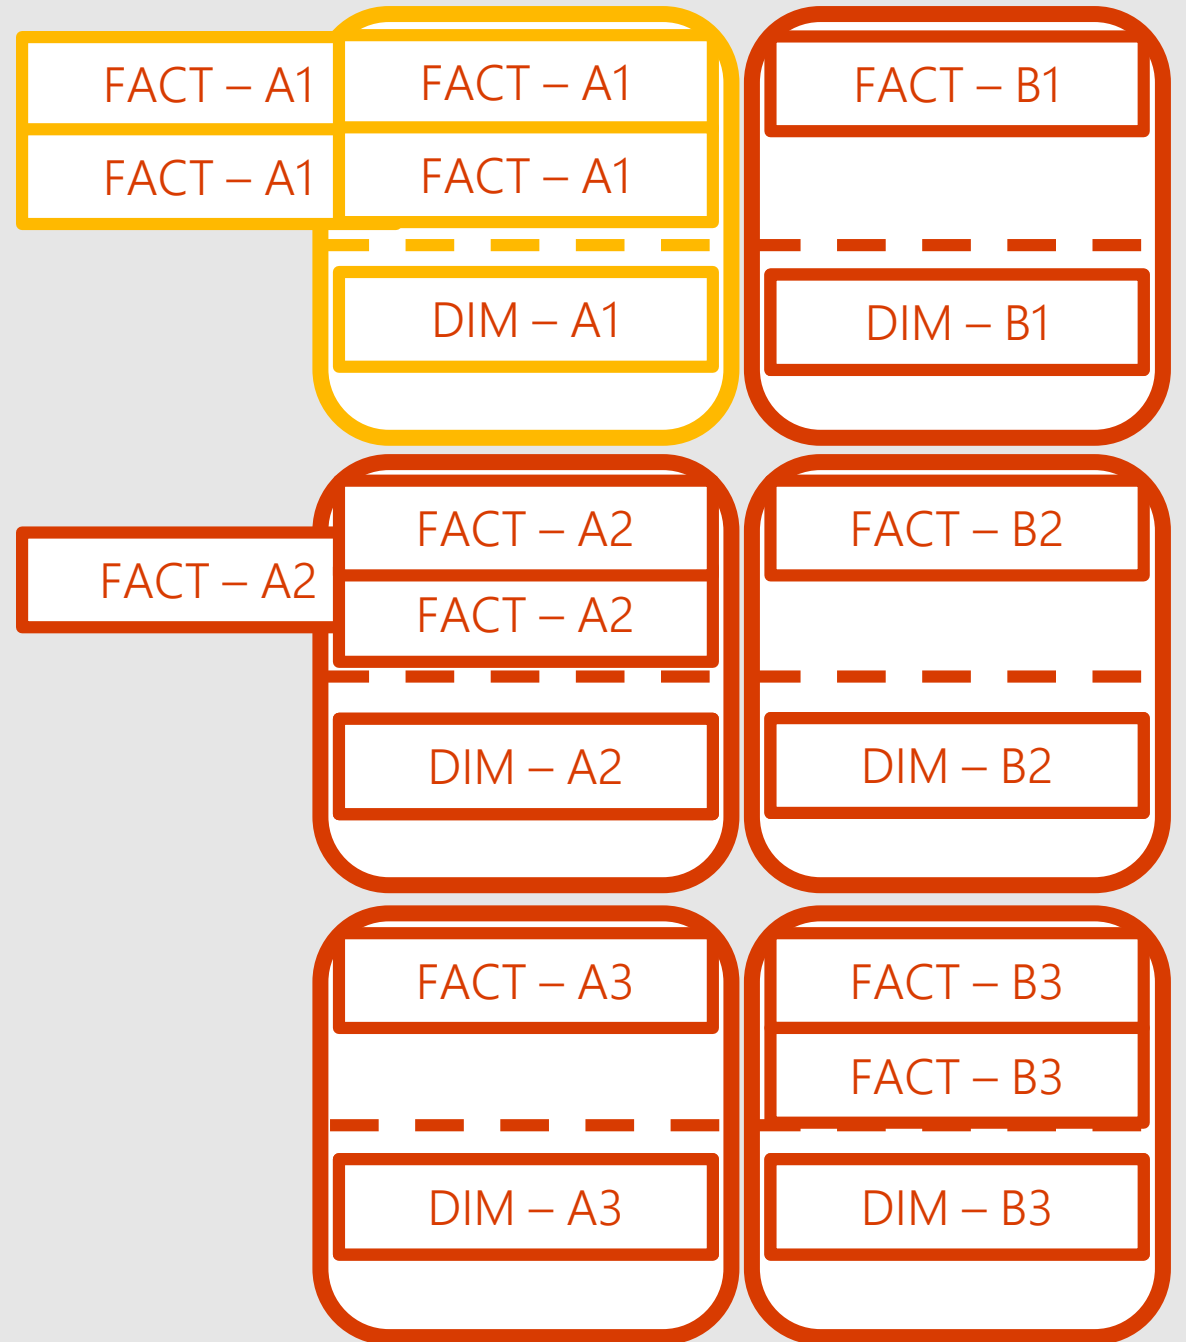 FACT – A1
FACT – A1
FACT – B1
FACT – A1
FACT – A1
DIM – A1
DIM – B1
FACT – A2
FACT – B2
FACT – A2
FACT – A2
DIM – A2
DIM – B2
FACT – A3
FACT – B3
FACT – B3
DIM – A3
DIM – B3